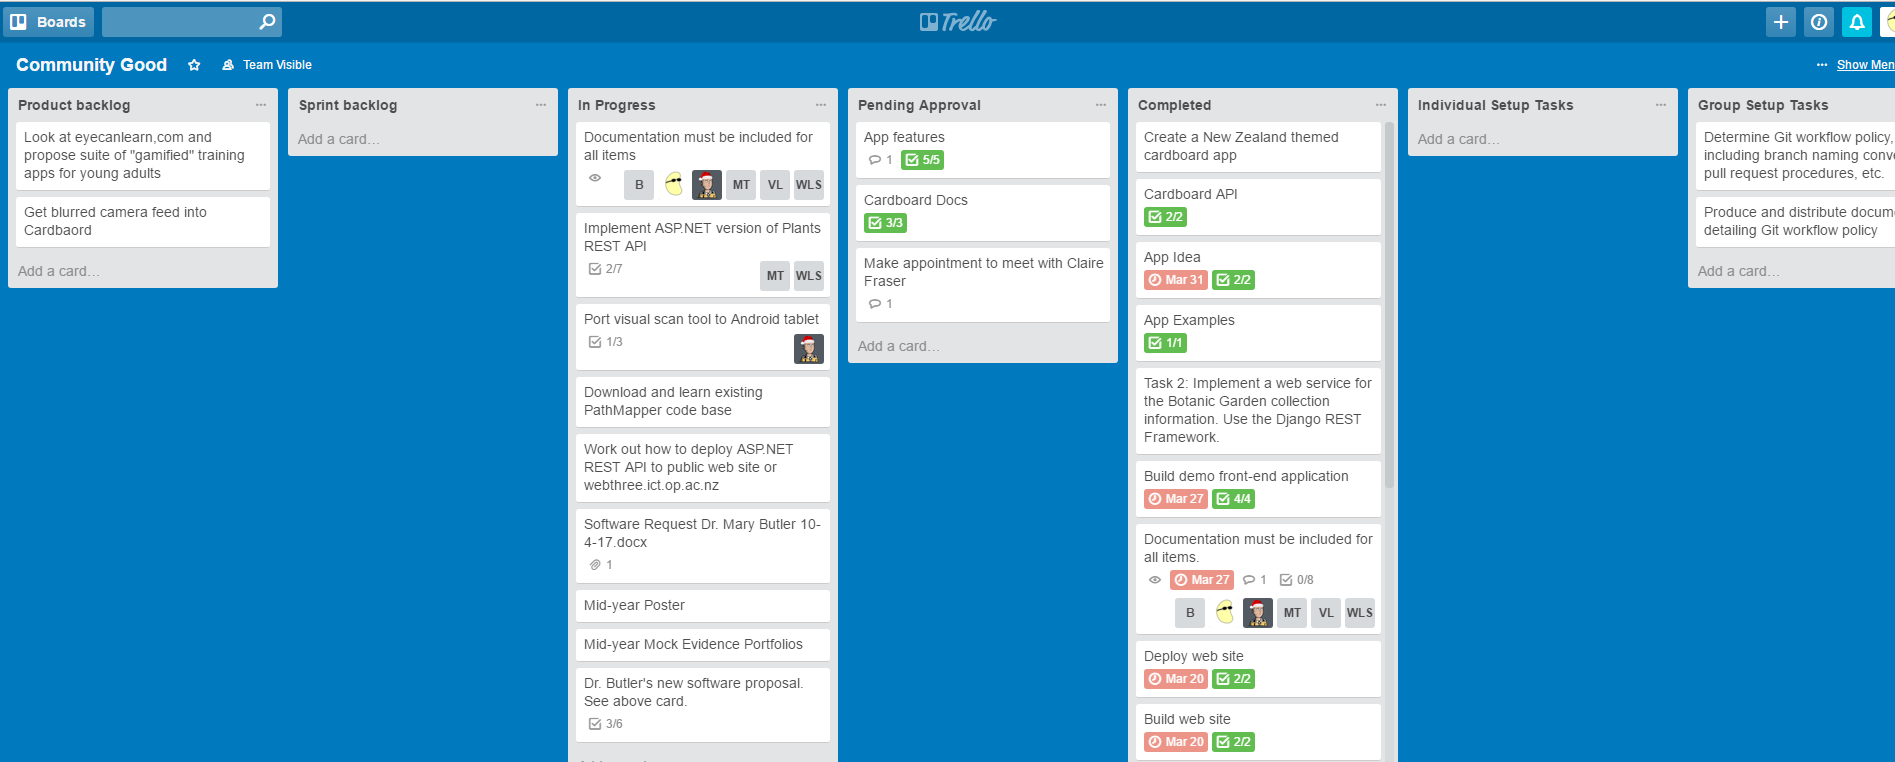 Boards
Trello
Community Good
Team Visible
... Show Men
Product backlog
Look at eyecanlearn,com and
propose suite of "gamified" training
apps for young adults
Get blurred camera feed into
Cardbaord
Add a card...
Sprint backlog
Add a card...
In Progress
Documentation must be included for
all items
B MT VL WLS
Implement ASP.NET version of Plants
REST API
2/7 MT WLS
Port visual scan tool to Android tablet
1/3
Download and learn existing
PathMapper code base
Work out how to deploy ASP.NET
REST API to public web site or
webthree.ict.op.ac.nz
Software Request Dr. Mary Butler 10-
4-17.docx
1
Mid-year Poster
Mid-year Mock Evidence Portfolios
Dr. Butler's new software proposal.
See above card.
3/6
Pending Approval
App features
1 5/5
Cardboard Docs
3/3
Make appointment to meet with Claire
Fraser
1
Add a card...
Completed
Create a New Zealand themed
cardboard app
Cardboard API
2/2
App Idea
Mar 31 2/2
App Examples
1/1
Task 2: Implement a web service for
the Botanic Garden collection
information. Use the Django REST
Framework.
Build demo front-end application
Mar 27 4/4
Documentation must be included for
all items.
Mar 27 1 0/8
B MT VL WLS
Deploy web site
Mar 20 2/2
Build web site
Mar 20 2/2
Individual Setup Tasks
Add a card...
Group Setup Tasks
Determine Git workflow policy,
including branch naming conve
pull request procedures, etc.
Produce and distribute docume
detailing Git workflow policy
Add a card...